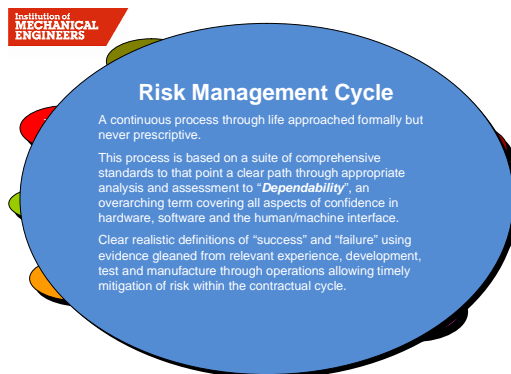 Institution of
MECHANICAL
ENGINEERS
Risk Management Cycle
A continuous process through life approached formally but
never prescriptive.
This process is based on a suite of comprehensive
standards to that point a clear path through appropriate
analysis and assessment to “Dependability”, an
overarching term covering all aspects of confidence in
hardware, software and the human/machine interface.
Clear realistic definitions of “success” and “failure” using
evidence gleaned from relevant experience, development,
test and manufacture through operations allowing timely
mitigation of risk within the contractual cycle.